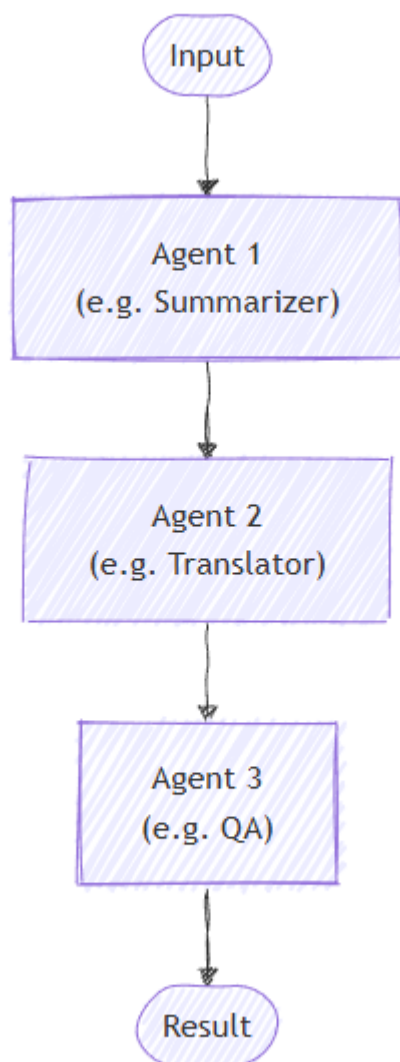 Input
Agent 1
(e.g. Summarizer)
Agent 2
(e.g. Translator)
Agent 3
(e.g. QA)
Result